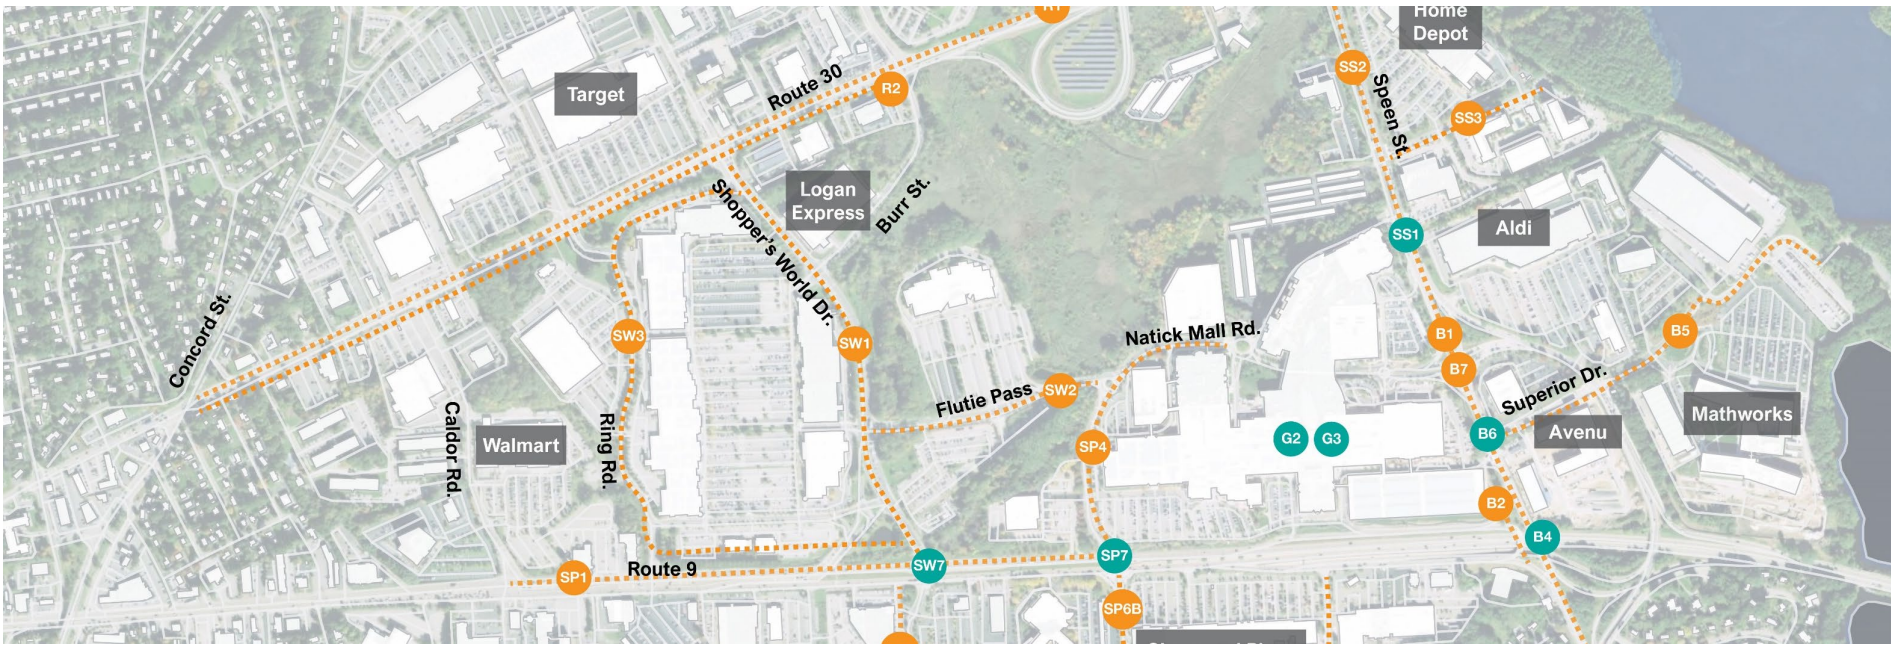 R1
Home
Depot
SS2
Target
Route 30
R2
Speen St.
SS3
Logan
Express
Shopper's World Dr.
Burr St.
SS1
Aldi
Concord St.
SW3
SW1
Natick Mall Rd.
B1
B5
B7
Flutie Pass
SW2
Superior Dr.
Caldor Rd.
Walmart
Ring Rd.
SP4
G2
G3
B6
Avenu
Mathworks
B2
B4
SP7
SW7
Route 9
SP1
SP6B